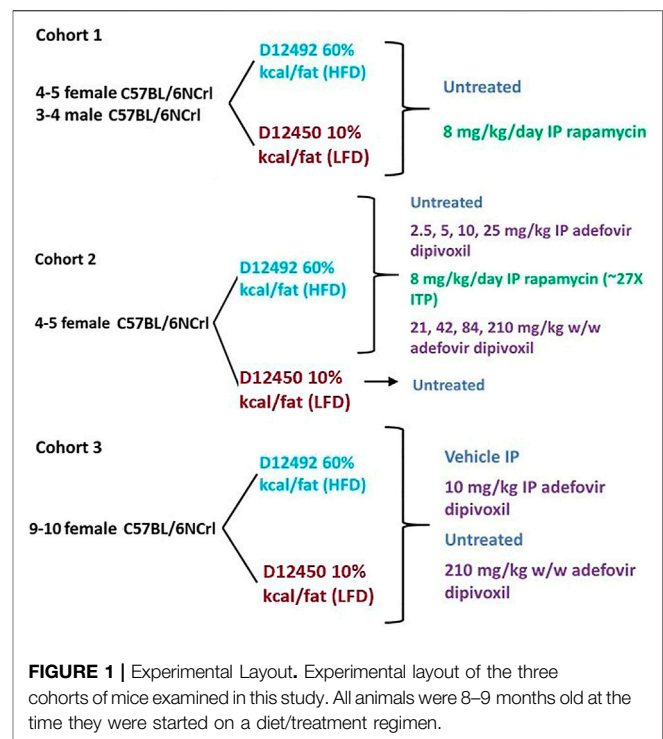 Cohort 1
4-5 female C57BL/6NCrl
3-4 male C57BL/6NCrl
D12492 60%
kcal/fat (HFD)
D12450 10%
kcal/fat (LFD)
Untreated
8 mg/kg/day IP rapamycin
Cohort 2
4-5 female C57BL/6NCrl
D12492 60%
kcal/fat (HFD)
D12450 10%
kcal/fat (LFD)
Untreated
2.5, 5, 10, 25 mg/kg IP adefovir
dipivoxil
8 mg/kg/day IP rapamycin (~27X
ITP)
21, 42, 84, 210 mg/kg w/w
adefovir dipivoxil
Untreated
Cohort 3
9-10 female C57BL/6NCrl
D12492 60%
kcal/fat (HFD)
D12450 10%
kcal/fat (LFD)
Vehicle IP
10 mg/kg IP adefovir
dipivoxil
Untreated
210 mg/kg w/w adefovir
dipivoxil
FIGURE 1 | Experimental Layout. Experimental layout of the three
cohorts of mice examined in this study. All animals were 8–9 months old at the
time they were started on a diet/treatment regimen.